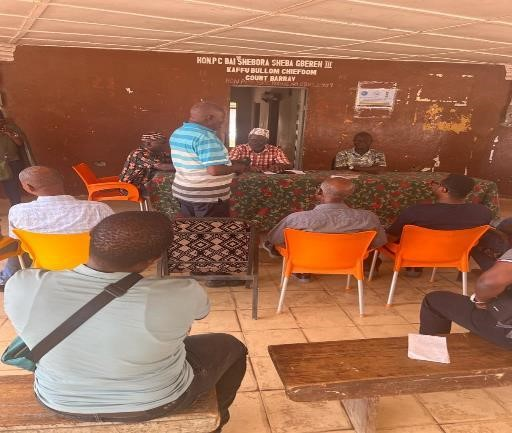 HON.P.C BAI SHEBORA SHEBA GBEREN III
KAFFU BULLOM CHIEFDOM
COURT BARRAY